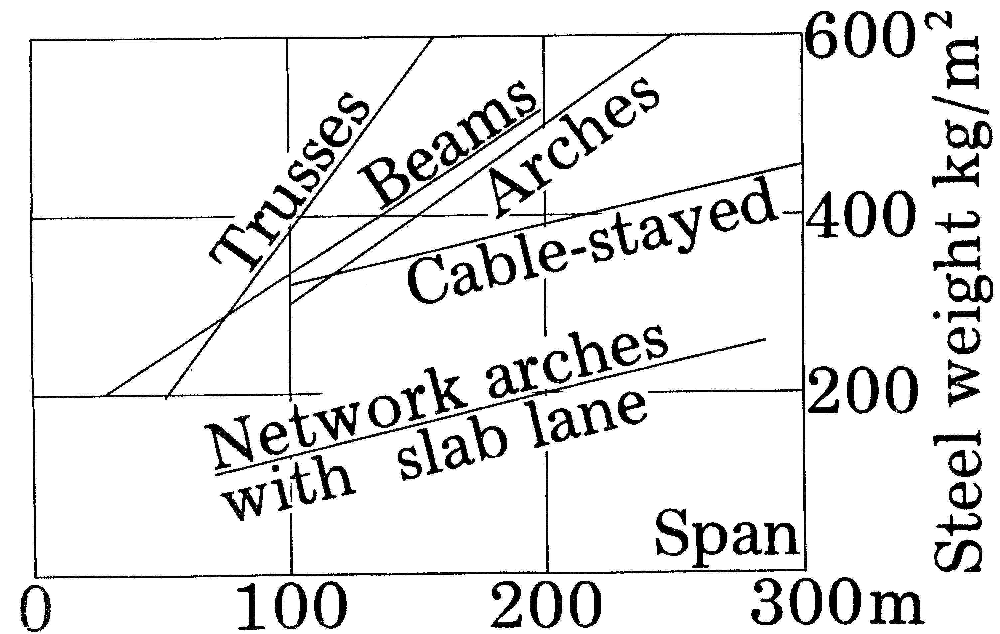 600
Trusses
Beams
Arches
400
Cable-stayed
200
Network arches
with slab lane
Span
0
100
200
300m
Steel weight kg/m²